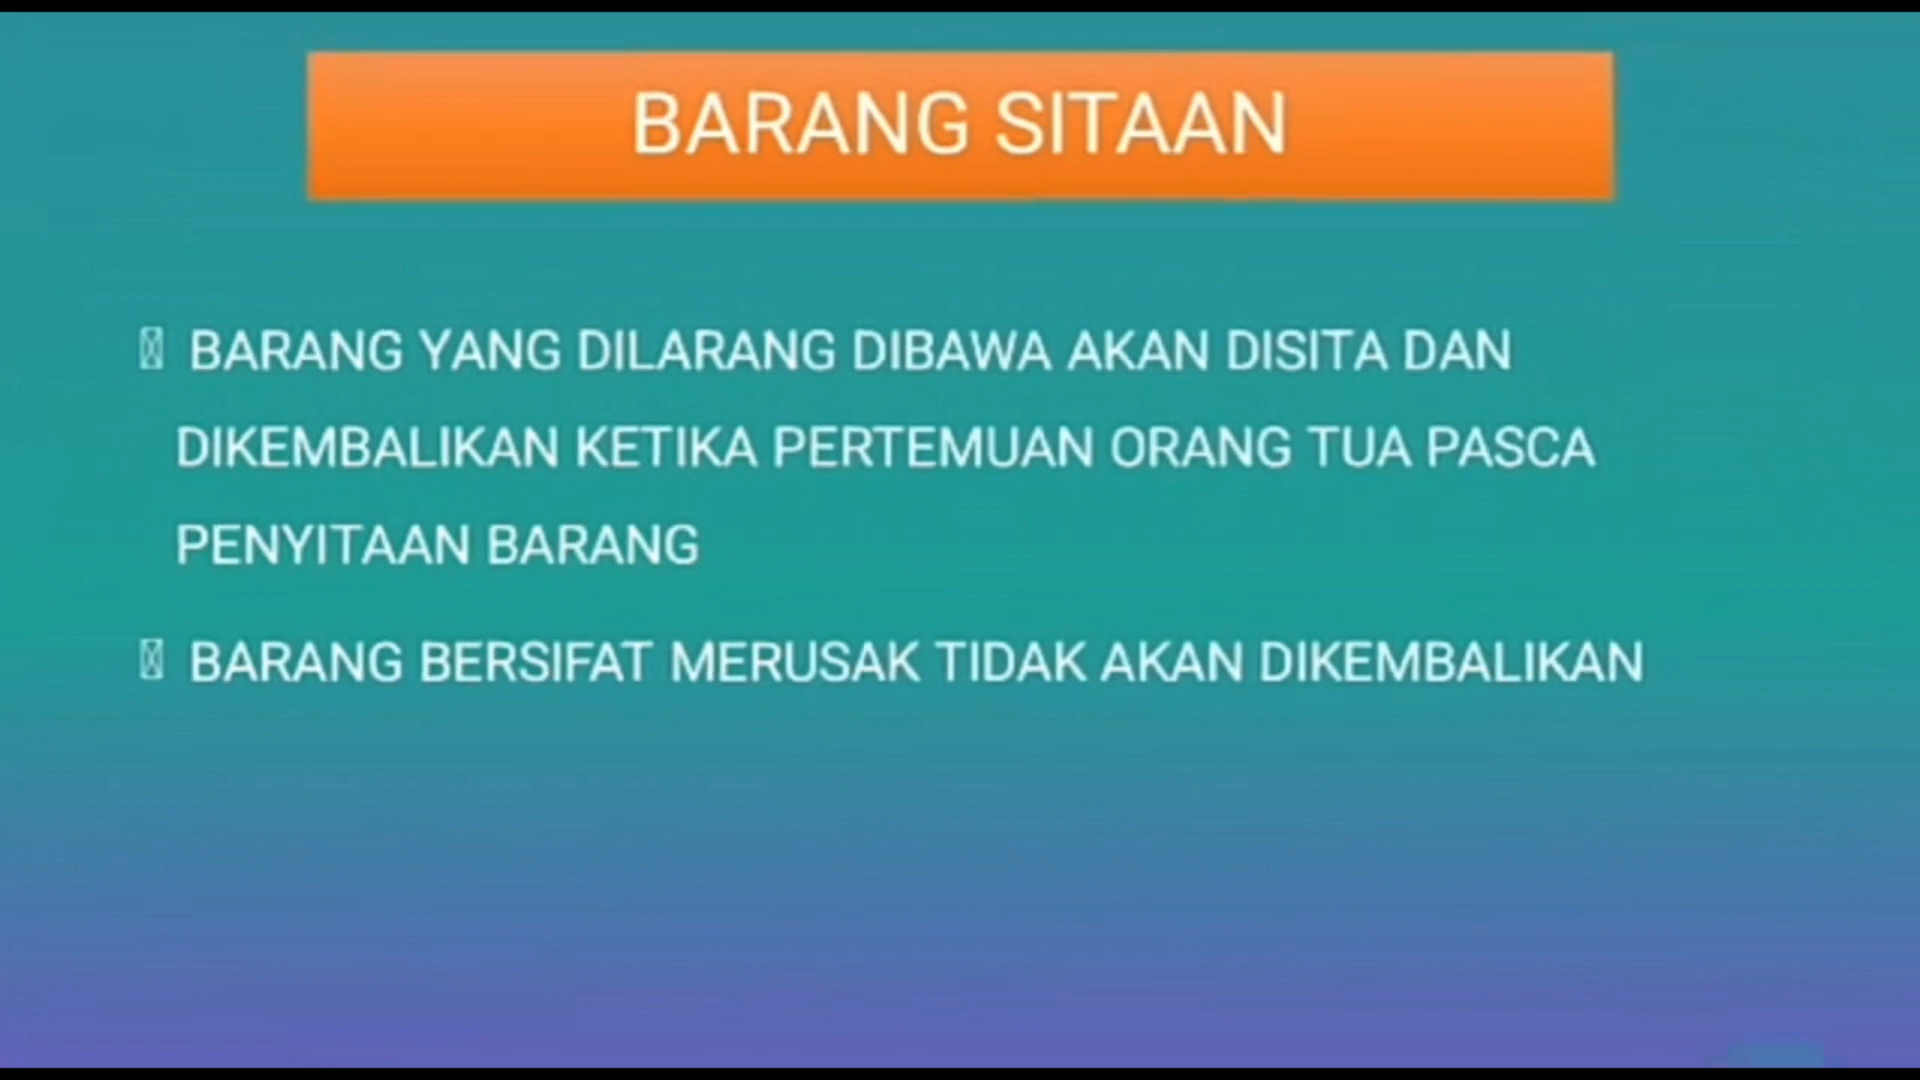 BARANG SITAAN
BARANG YANG DILARANG DIBAWA AKAN DISITA DAN
DIKEMBALIKAN KETIKA PERTEMUAN ORANG TUA PASCA
PENYITAAN BARANG
BARANG BERSIFAT MERUSAK TIDAK AKAN DIKEMBALIKAN